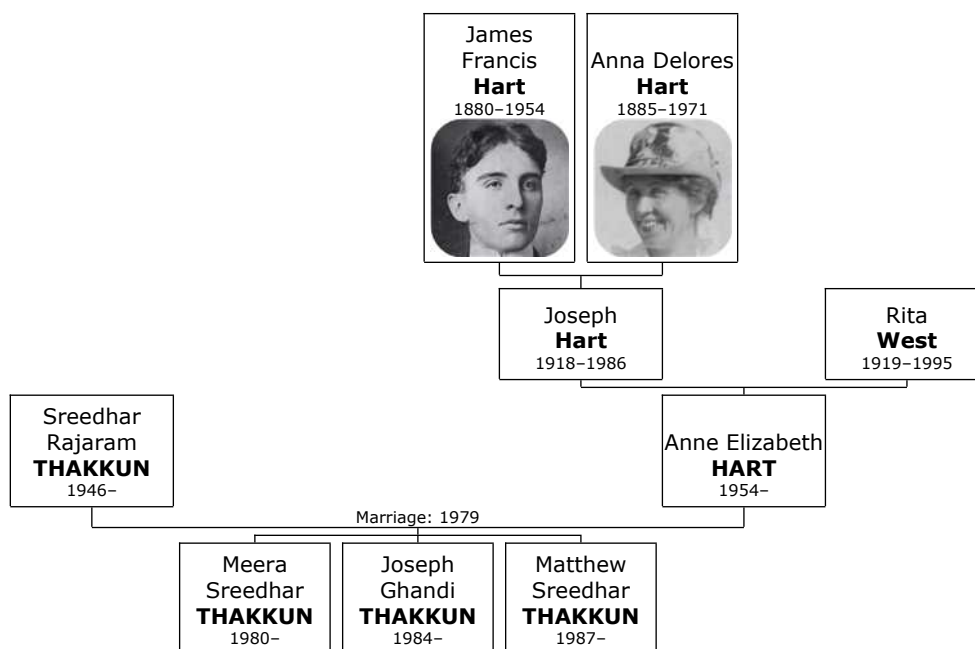 James
Francis
Hart
1880–1954
Anna Delores
Hart
1885–1971
Joseph
Hart
1918–1986
Rita
West
1919–1995
Sreedhar
Rajaram
THAKKUN
1946–
Anne Elizabeth
HART
1954–
Marriage: 1979
Meera
Sreedhar
THAKKUN
1980–
Joseph
Ghandi
THAKKUN
1984–
Matthew
Sreedhar
THAKKUN
1987–